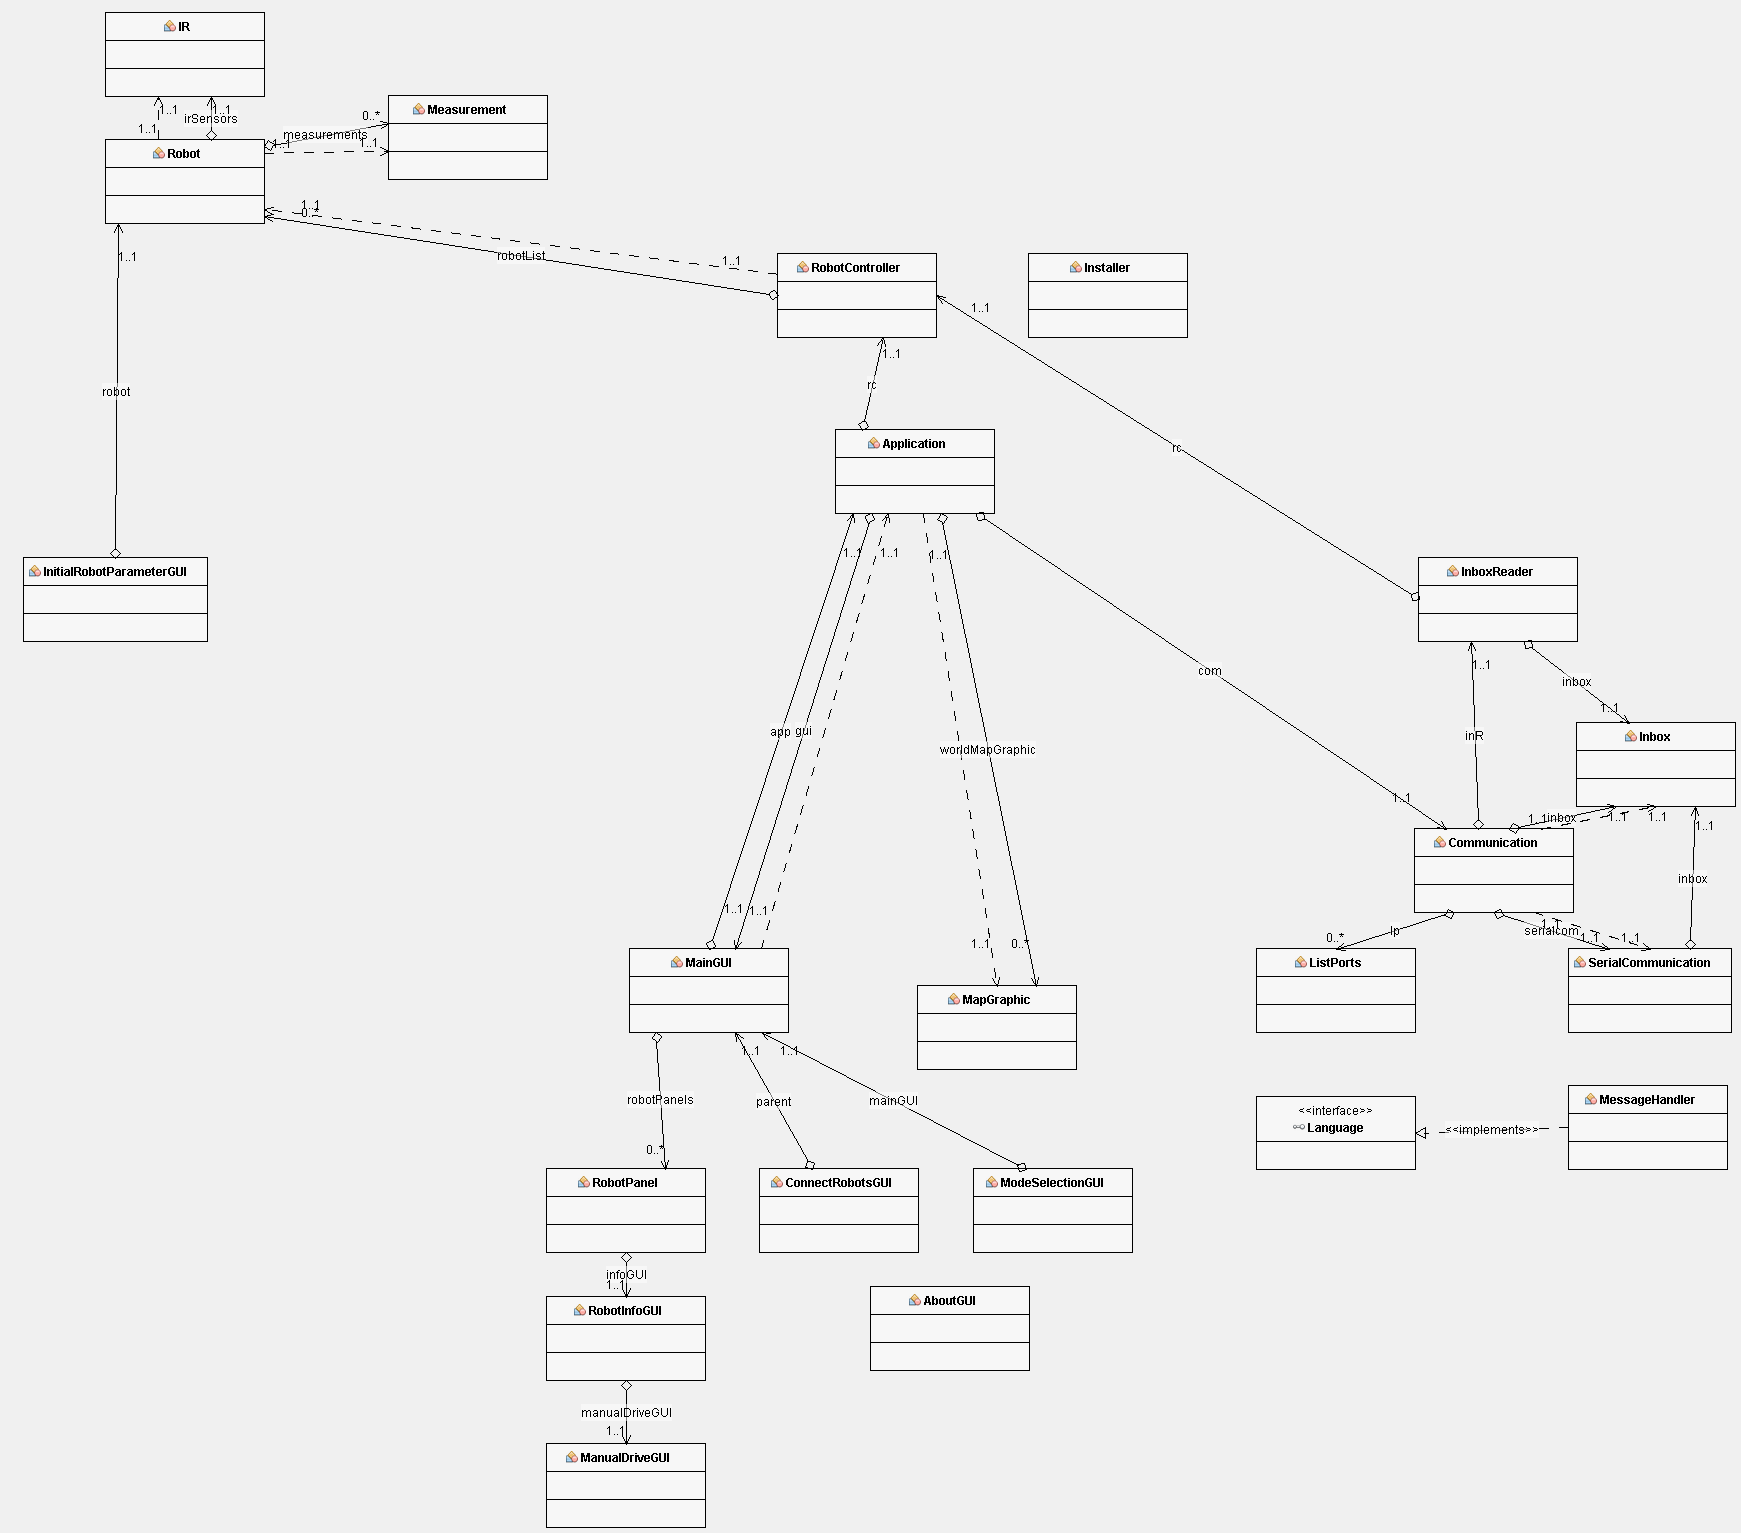 IR
1..1
1..1
irSensors
1..1
Measurement
0..*
measurements
1..1
1..1
Robot
1..1
0..*
1..1
robotList
1..1
RobotController
Installer
1..1
1..1
rc
robot
Application
rc
1..1
1..1
1..1
InitialRobotParameterGUI
InboxReader
1..1
com
inbox
1..1
app
gui
inR
Inbox
worldMapGraphic
1..1
1..1
inbox
1..1
1..1
1..1
Communication
inbox
1..1
1..1
1..1
serialcom
lp
0..*
1..1
1..1
1..1
0..*
MainGUI
ListPorts
SerialCommunication
MapGraphic
1..1
1..1
robotPanels
parent
mainGUI
MessageHandler
<<interface>>
Language
<<implements>>
0..*
RobotPanel
ConnectRobotsGUI
ModeSelectionGUI
infoGUI
1..1
AboutGUI
RobotInfoGUI
manualDriveGUI
1..1
ManualDriveGUI